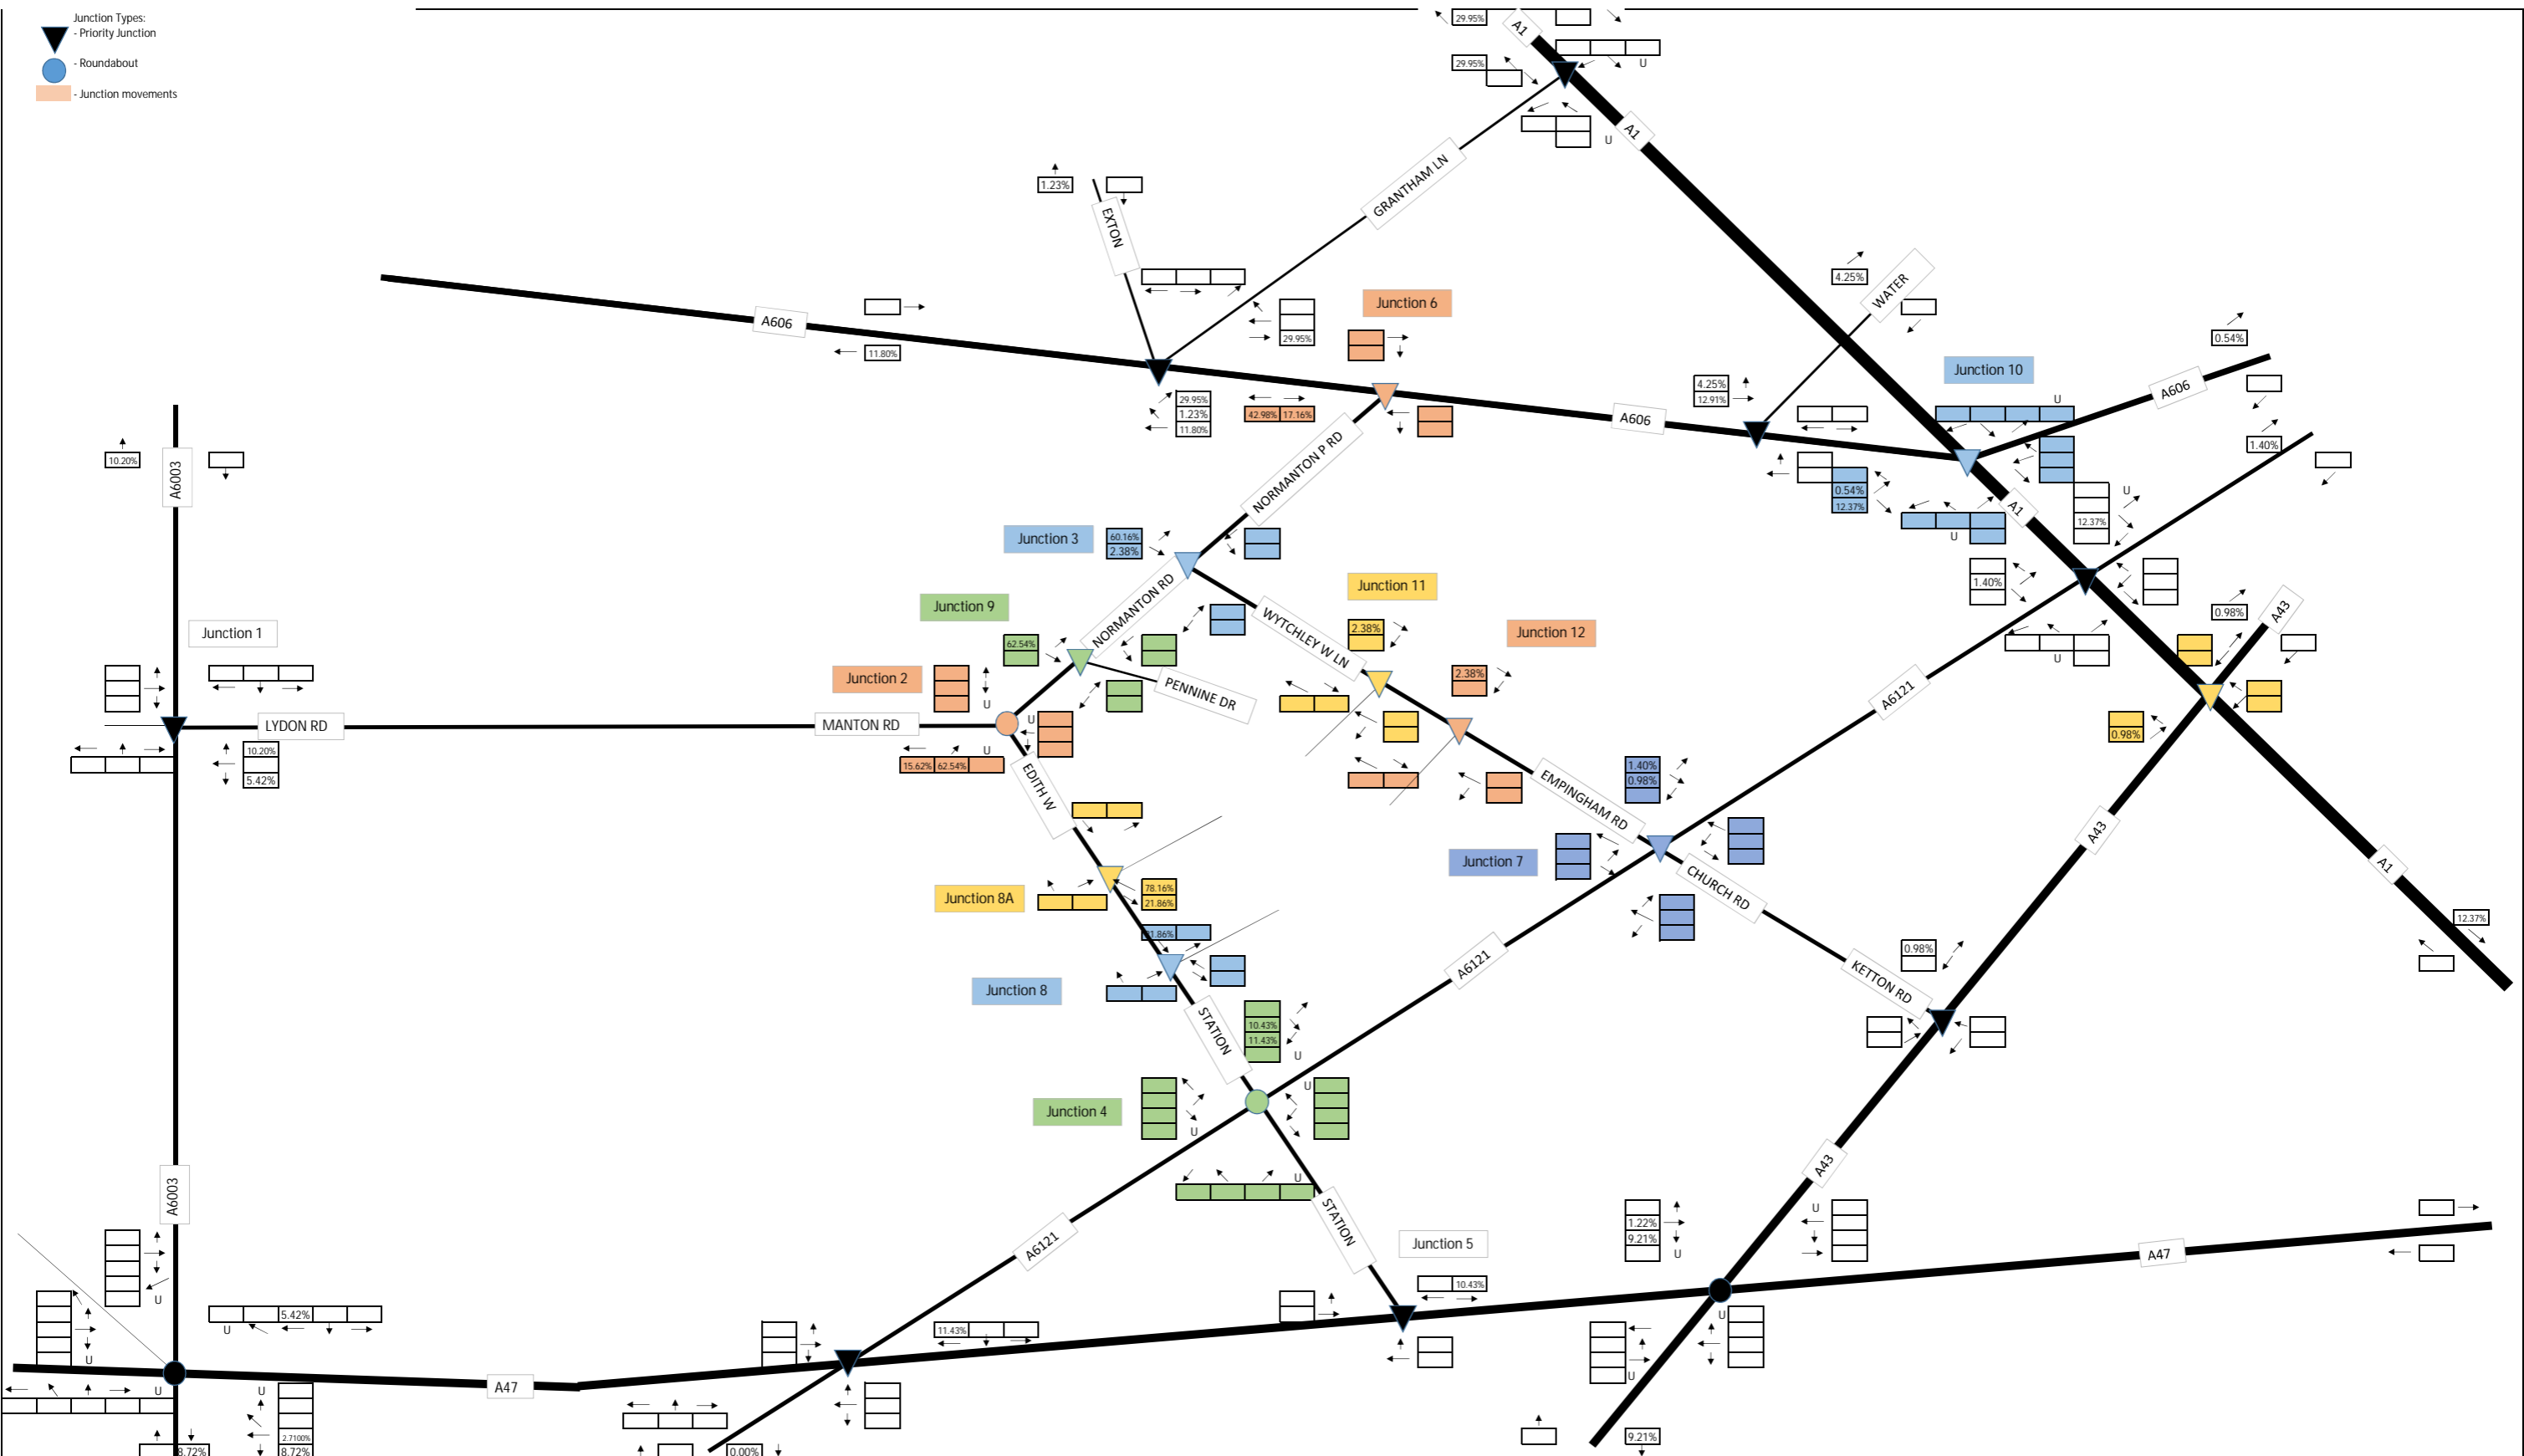 Junction Types:
- Priority Junction
- Roundabout
- Junction movements
29.95%
A1
29.95%
A1
GRANTHAM LN
1.23%
EXTON
4.25%
WATER
A606
11.80%
29.95%
Junction 6
0.54%
Junction 10
A606
29.95%
1.23%
11.80%
42.98% 17.16%
4.25%
12.91%
A606
U
1.40%
10.20%
A6003
NORMANTON P RD
0.54%
12.37%
U
A1
U
12.37%
Junction 3
60.16%
2.38%
NORMANTON RD
Junction 11
WYTCHLEY W LN
1.40%
Junction 9
62.54%
2.38%
Junction 12
0.98%
A43
Junction 1
U
Junction 2
U
PENNINE DR
2.38%
A6121
0.98%
LYDON RD
MANTON RD
U
10.20%
5.42%
15.62% 62.54%
U
EDITH W
EMPINGHAM RD
1.40%
0.98%
A43
Junction 7
CHURCH RD
A1
Junction 8A
78.16%
21.86%
12.37%
0.98%
A6121
KETTON RD
Junction 8
STATION
10.43%
11.43%
U
Junction 4
U
U
A6003
U
A43
STATION
A6121
Junction 5
1.22%
9.21%
U
U
A47
U
10.43%
5.42%
U
11.43%
U
U
A47
U
U
U
2.7100%
8.72%
8.72%
0.00%
9.21%